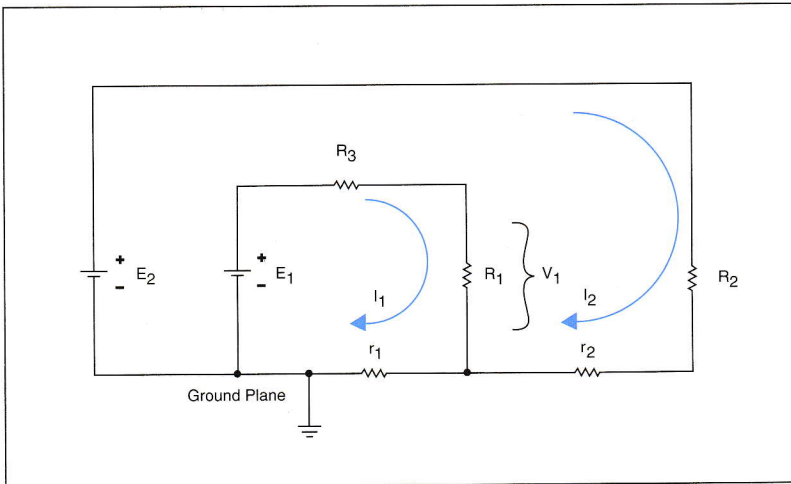 R3
+
E2
-
+
E1
-
I1
R1
V1
I2
R2
r1
r2
Ground Plane